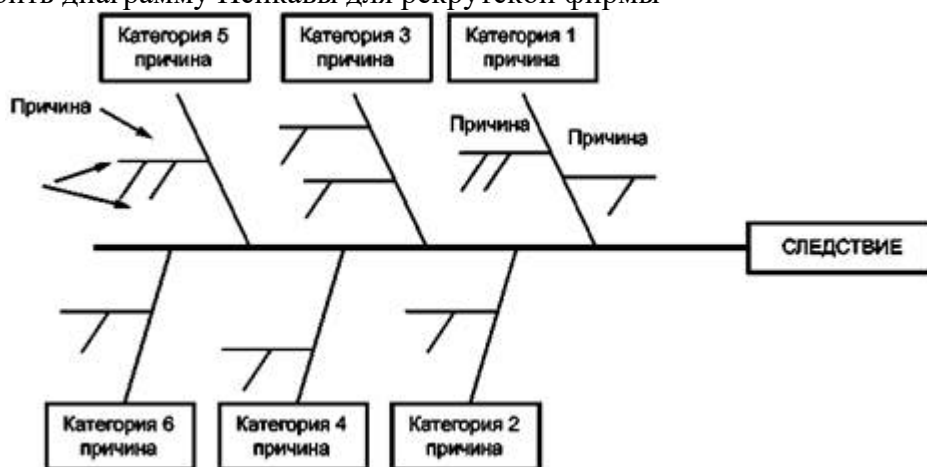 диаграмму Исикавы для рекрутской фирмы
Категория 5
причина
Категория 3
причина
Категория 1
причина
Причина
Причина
Причина
СЛЕДСТВИЕ
Категория 6
причина
Категория 4
причина
Категория 2
причина